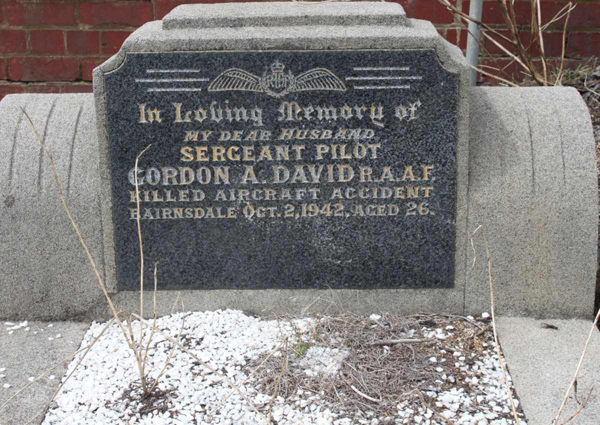 In Loving Memory of
MY DEAR HUSBAND
SERGEANT PILOT
GORDON A. DAVID R.A.A.F.
KILLED AIRCRAFT ACCIDENT
BAIRNSDALE OCT. 2, 1942, AGED 26.